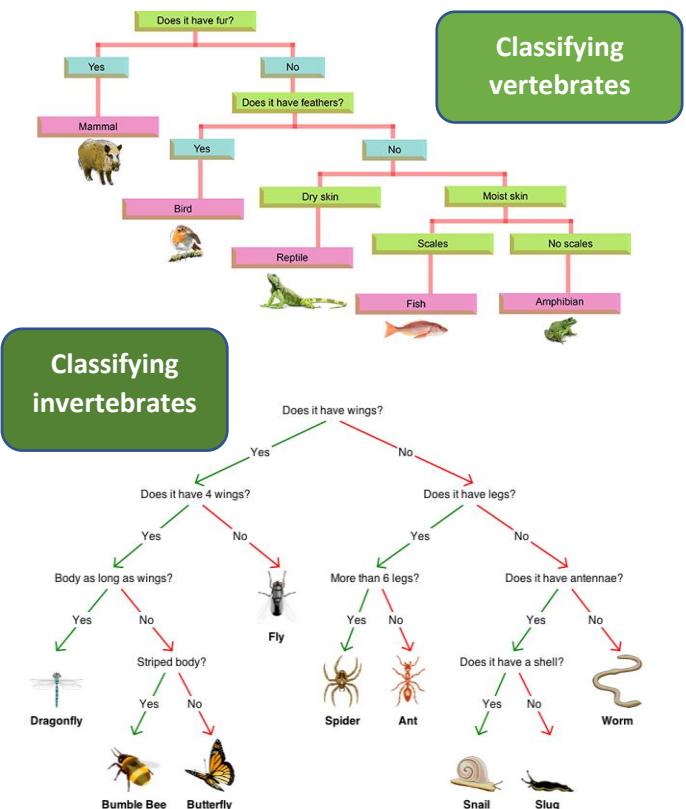 Does it have fur?
Classifying
vertebrates
Yes
No
Does it have feathers?
Mammal
Yes
No
Bird
Dry skin
Moist skin
Reptile
Scales
No scales
Fish
Amphibian
Classifying
invertebrates
Does it have wings?
Yes
No
Does it have 4 wings?
Does it have legs?
Yes
No
Yes
No
Body as long as wings?
Fly
More than 6 legs?
Does it have antennae?
Yes
No
Yes
No
Yes
No
Dragonfly
Striped body?
Spider
Ant
Does it have a shell?
Worm
Yes
No
Yes
No
Bumble Bee
Butterfly
Snail
Slug